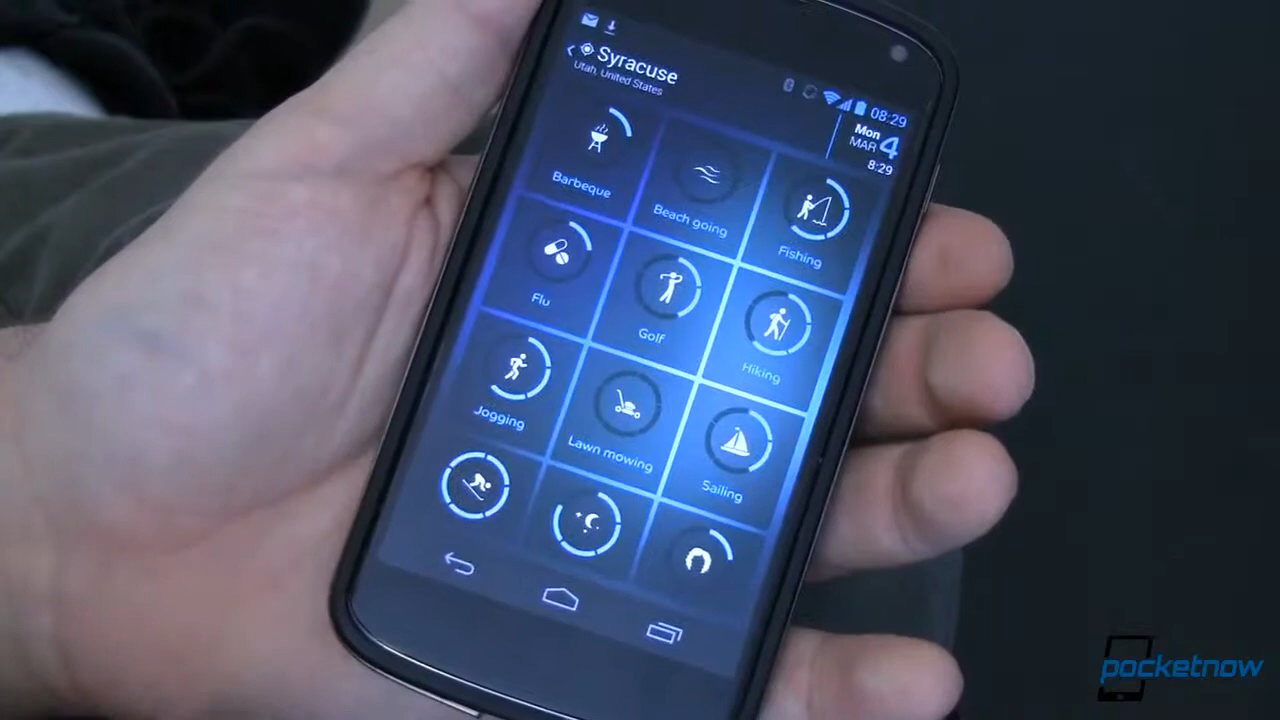 Syracuse
Utah, United States
08:29
Mon
MAR 4
8:29
Barbeque
Beach going
Fishing
Flu
Golf
Hiking
Jogging
Lawn mowing
Sailing
pocketnow